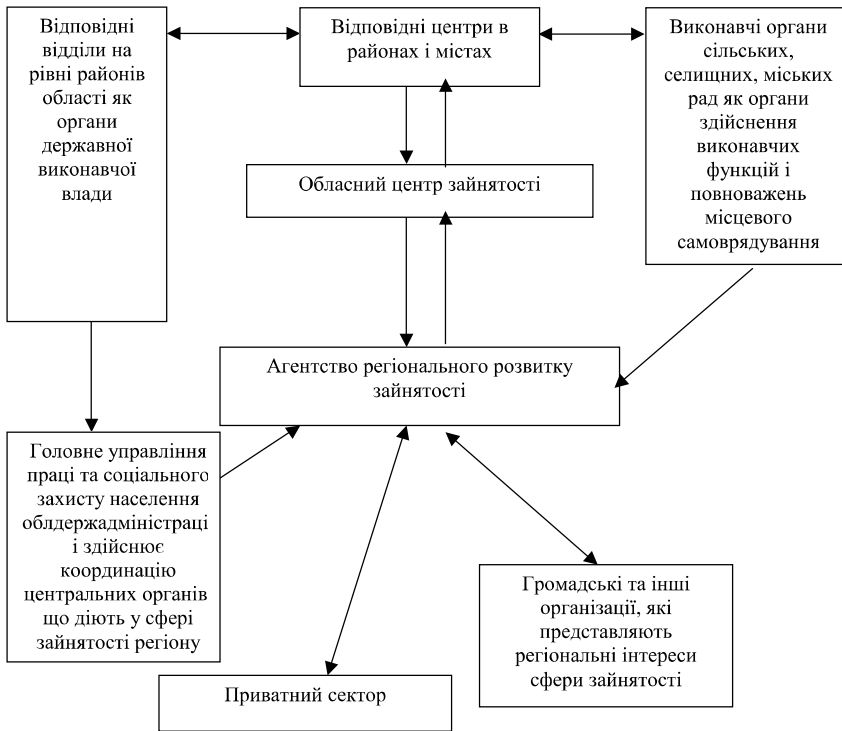 Відповідні
відділи на
рівні районів
області як
органи
державної
виконавчої
влади
Відповідні центри в
районах і містах
Виконавчі органи
сільських,
селищних, міських
рад як органи
здійснення
виконавчих
функцій і
повноважень
місцевого
самоврядування
Обласний центр зайнятості
Агентство регіонального розвитку
зайнятості
Головне управління
праці та соціального
захисту населення
облдержадміністраці
ї здійснює
координацію
центральних органів
що діють у сфері
зайнятості регіону
Громадські та інші
організації, які
представляють
регіональні інтереси
сфери зайнятості
Приватний сектор